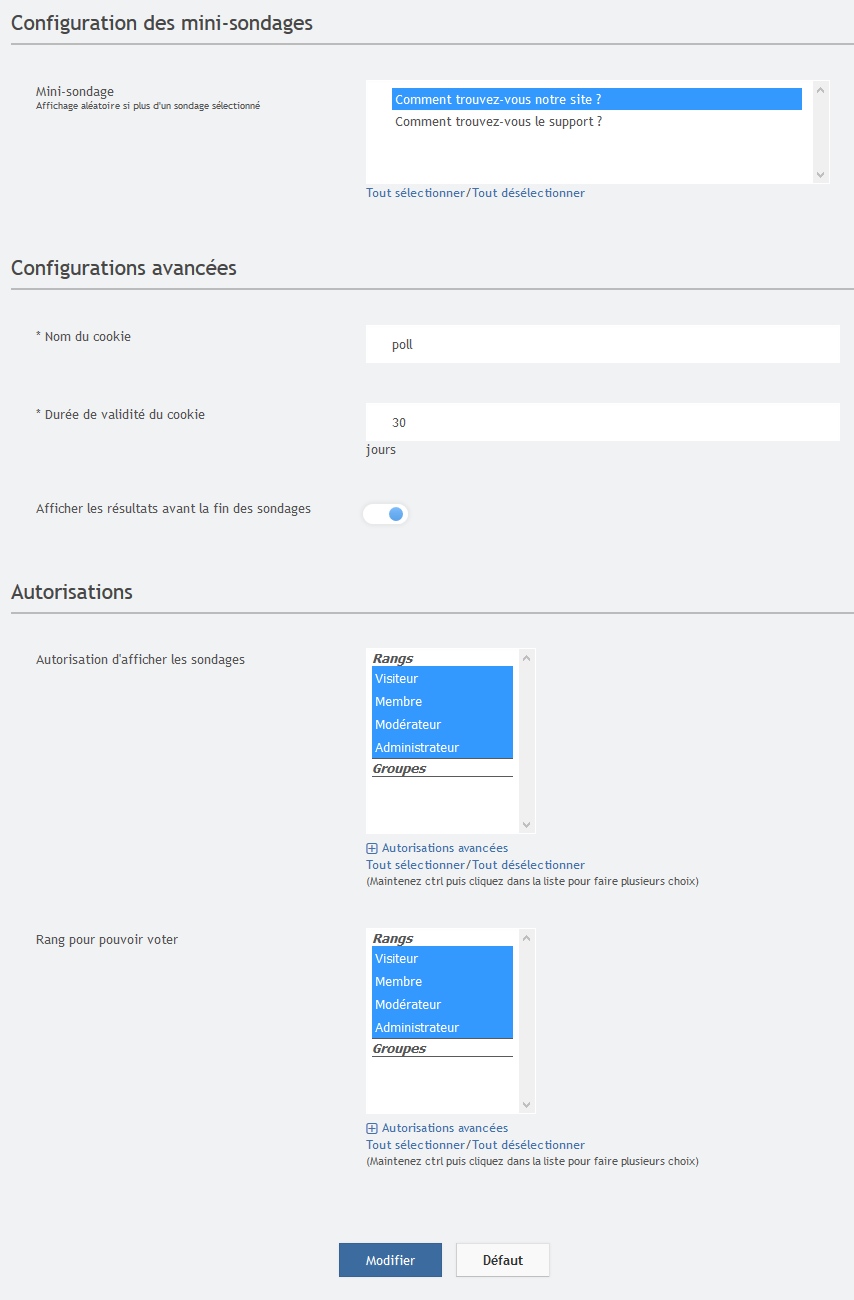 Configuration des mini-sondages
Mini-sondage
Affichage aléatoire si plus d'un sondage sélectionné
Comment trouvez-vous notre site ?
Comment trouvez-vous le support ?
Tout sélectionner/Tout désélectionner
Configurations avancées
* Nom du cookie
poll
* Durée de validité du cookie
30
jours
Afficher les résultats avant la fin des sondages
Autorisations
Autorisation d'afficher les sondages
Rangs
Visiteur
Membre
Modérateur
Administrateur
Groupes
Autorisations avancées
Tout sélectionner/Tout désélectionner
(Maintenez ctrl puis cliquez dans la liste pour faire plusieurs choix)
Rang pour pouvoir voter
Rangs
Visiteur
Membre
Modérateur
Administrateur
Groupes
Autorisations avancées
Tout sélectionner/Tout désélectionner
(Maintenez ctrl puis cliquez dans la liste pour faire plusieurs choix)
Modifier
Défaut